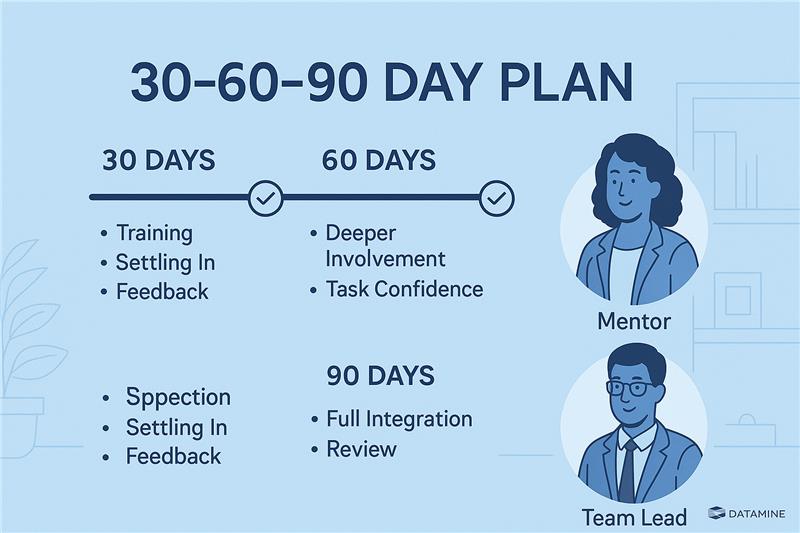 30-60-90 DAY PLAN
30 DAYS
• Training
• Settling In
• Feedback
60 DAYS
• Deeper
Involvement
• Task Confidence
• Sppection
• Settling In
• Feedback
90 DAYS
• Full Integration
• Review
Mentor
Team Lead
DATAMINE